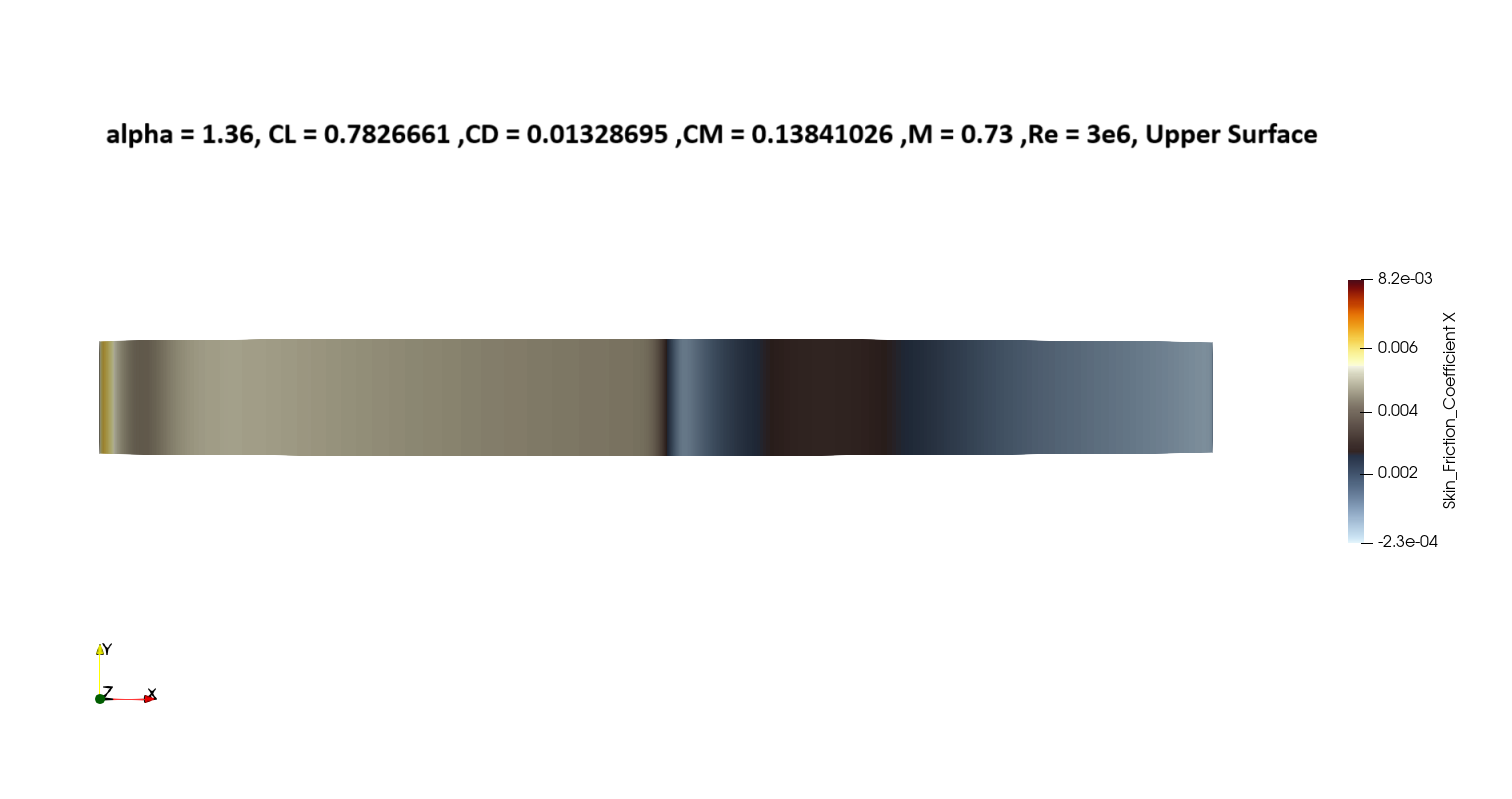 alpha = 1.36, CL = 0.7826661 ,CD = 0.01328695 ,CM = 0.13841026 ,M = 0.73 ,Re = 3e6, Upper Surface
8.2e-03
0.006
0.004
0.002
-2.3e-04
Skin_Friction_Coefficient X
Y
Z
X